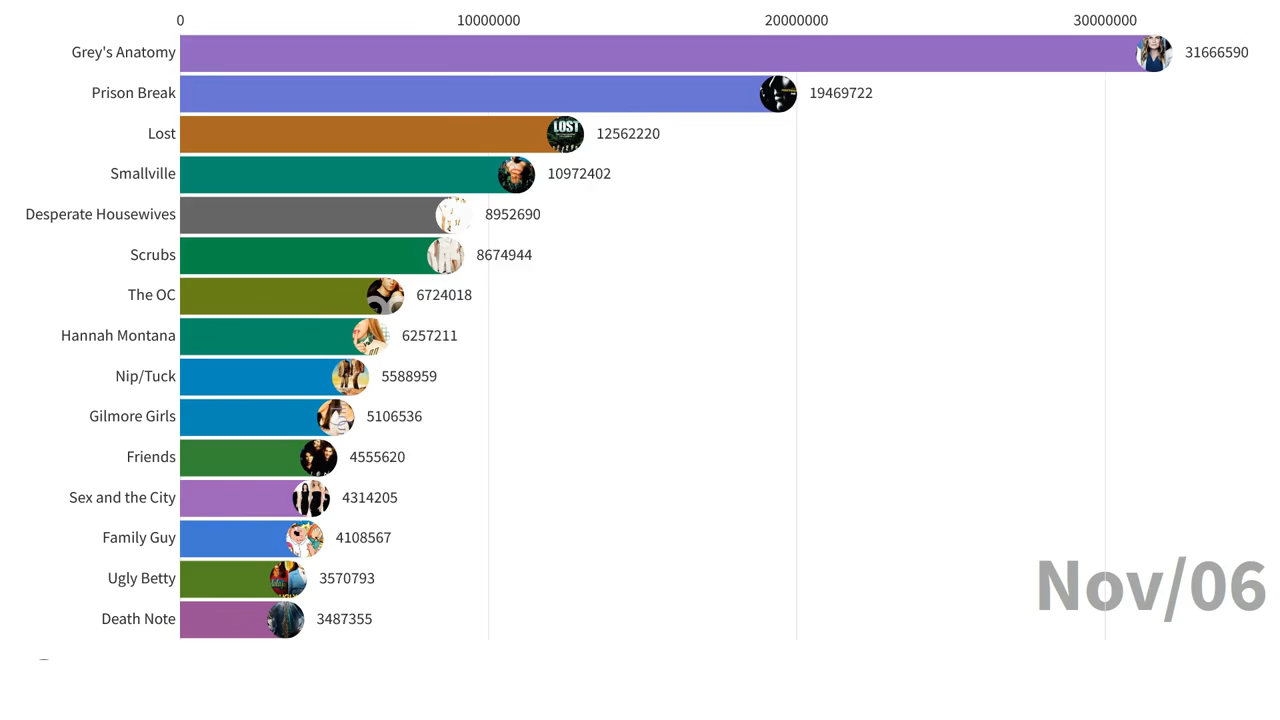 0 10000000 20000000 30000000
Grey's Anatomy 31666590
Prison Break 19469722
Lost LOST 12562220
Smallville 10972402
Desperate Housewives 8952690
Scrubs 8674944
The OC 6724018
Hannah Montana 6257211
Nip/Tuck 5588959
Gilmore Girls 5106536
Friends 4555620
Sex and the City 4314205
Family Guy 4108567
Ugly Betty 3570793
Death Note 3487355
Nov/06